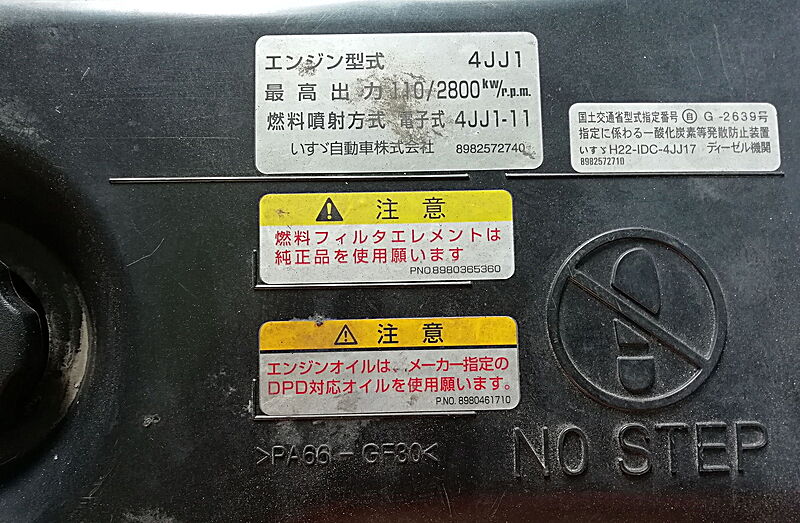 エンジン型式 4JJ1
最高出力 110/2800kw/r.p.m.
燃料噴射方式 電子式 4JJ1-11
いすゞ自動車株式会社 8982572740
国土交通省型式指定番号 自 G-2639号
指定に係わる一酸化炭素等発散防止装置
いすゞH22-IDC-4JJ17 ディーゼル機関
8982572710
注意
燃料フィルタエレメントは
純正品を使用願います
PNO.8980365360
注意
エンジンオイルは、メーカー指定の
DPD対応オイルを使用願います。
P.NO. 8980461710
>PA66-GF30<
NO STEP